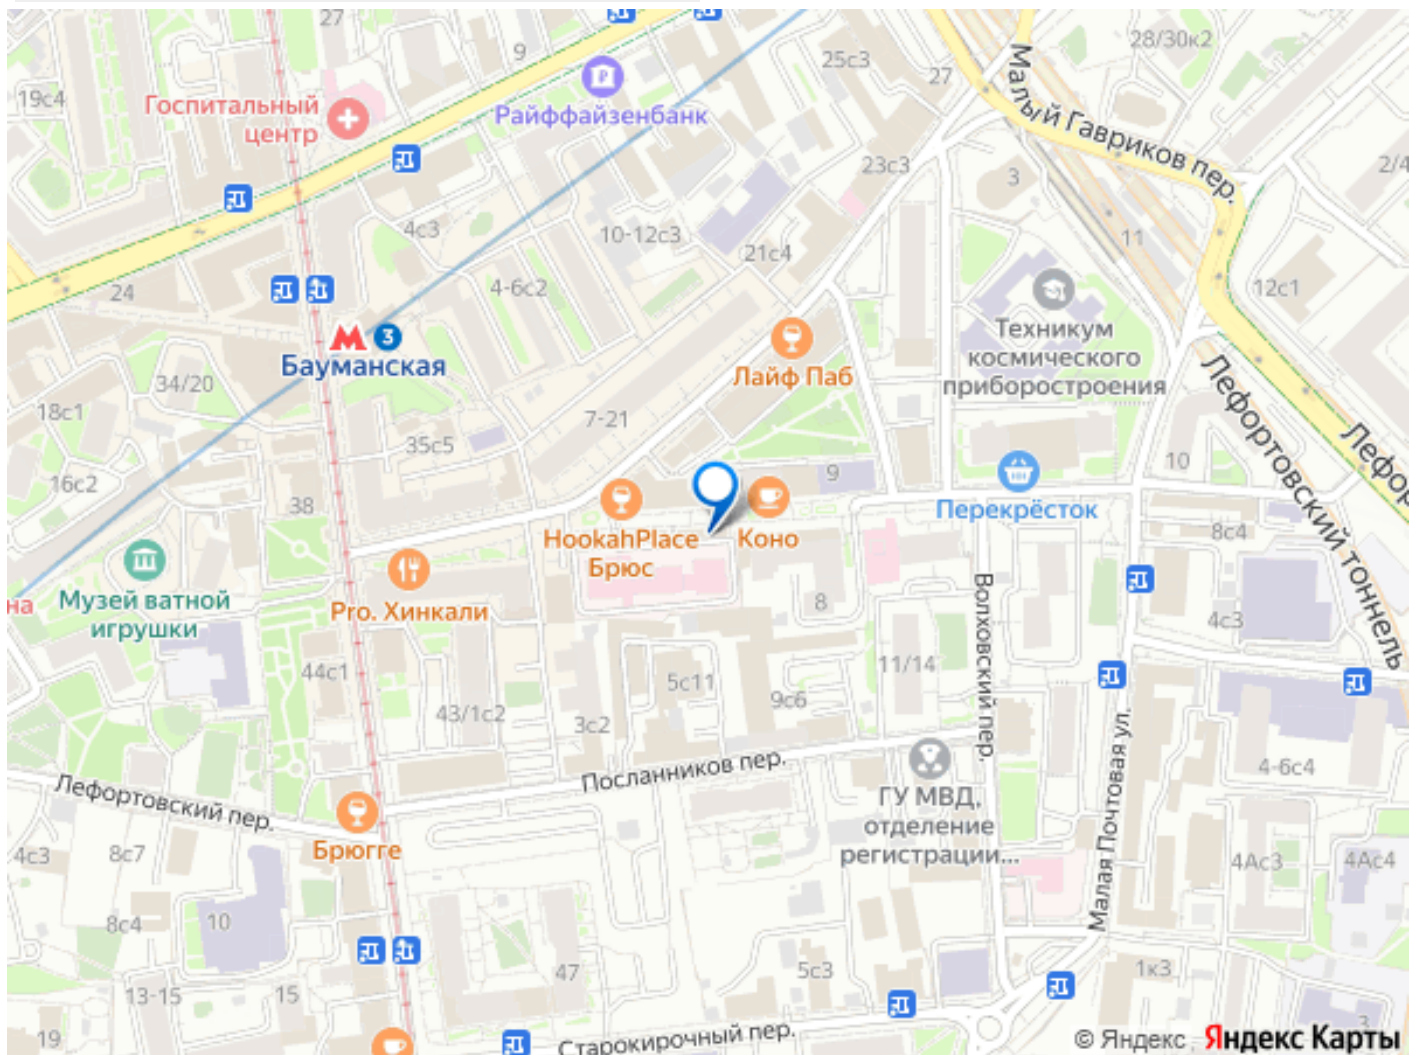 27
9
25с3
27
28/30к2
19с4
Госпитальный
центр
Райффайзенбанк
Малый Гавриков пер.
23с3
3
2/4
4с3
10-12с3
21с4
11
4-6с2
24
12с1
3
Бауманская
Техникум
космического
приборостроения
Лайф Паб
34/20
18с1
7-21
35с5
16с2
38
9
10
Перекрёсток
Лефортовский тоннель
Лефор
HookahPlace
Брюс
Коно
8с4
Музей ватной
игрушки
на
Pro. Хинкали
8
4с3
Волховский пер.
44с1
5с11
11/14
9с6
43/1с2
3с2
Малая Почтовая ул.
Посланников пер.
4-6с4
Лефортовский пер.
ГУ МВД,
отделение
регистрации...
Брюгге
4с3
8с7
4Ас3
4Ас4
8с4
10
47
5с3
1к3
13-15
15
19
3
Старокирочный пер.
© Яндекс
Яндекс Карты